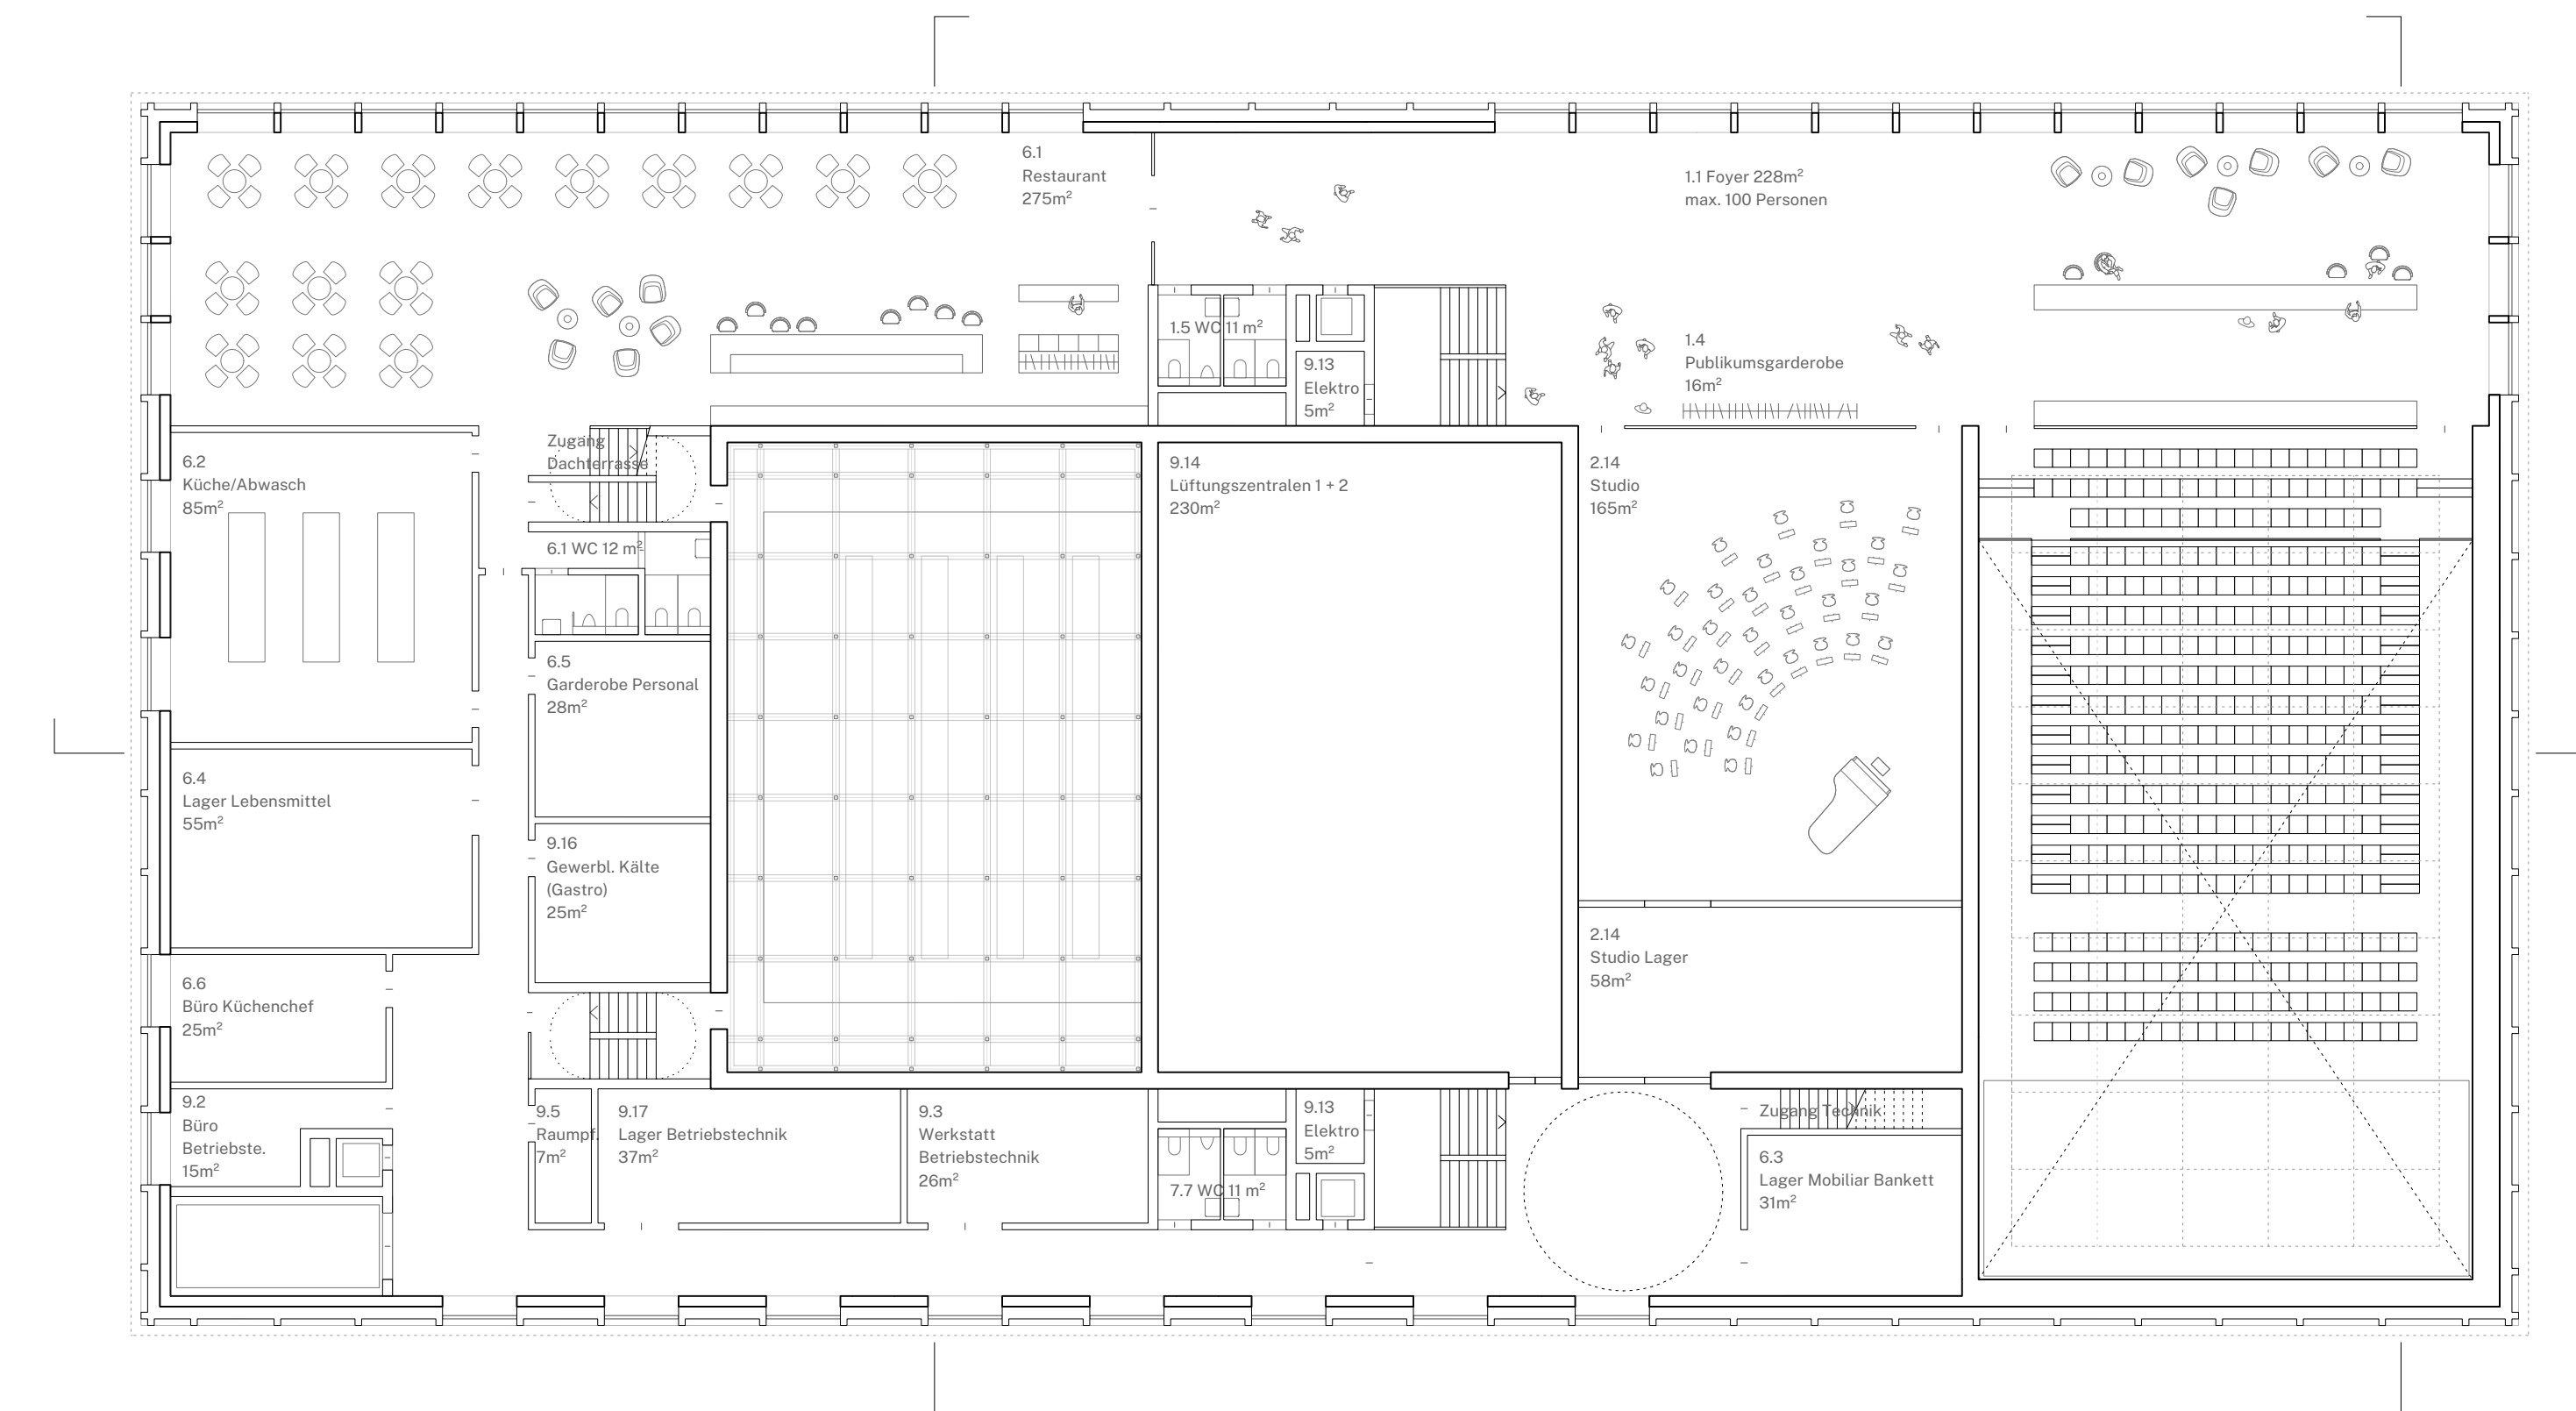 6.1
Restaurant
275m²
1.1 Foyer 228m²
max. 100 Personen
1.5 WC 11 m²
9.13
Elektro
5m²
1.4
Publikumsgarderobe
16m²
6.2
Küche/Abwasch
85m²
Zugang
Dachterrasse
6.1 WC 12 m²
9.14
Lüftungszentralen 1 + 2
230m²
2.14
Studio
165m²
6.5
Garderobe Personal
28m²
6.4
Lager Lebensmittel
55m²
9.16
Gewerbl. Kälte
(Gastro)
25m²
2.14
Studio Lager
58m²
6.6
Büro Küchenchef
25m²
9.2
Büro
Betriebste.
15m²
9.5
Raumpf.
7m²
9.17
Lager Betriebstechnik
37m²
9.3
Werkstatt
Betriebstechnik
26m²
9.13
Elektro
5m²
7.7 WC 11 m²
Zugang Technik
6.3
Lager Mobiliar Bankett
31m²